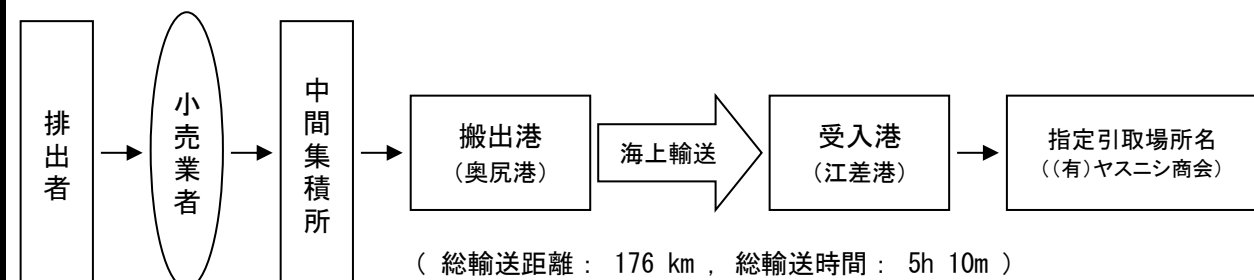 排出者
小売業者
中間集積所
搬出港
（奥尻港）
海上輸送
受入港
（江差港）
指定引取場所名
（(有)ヤスニシ商会）
（ 総輸送距離： 176 km , 総輸送時間： 5h 10m ）